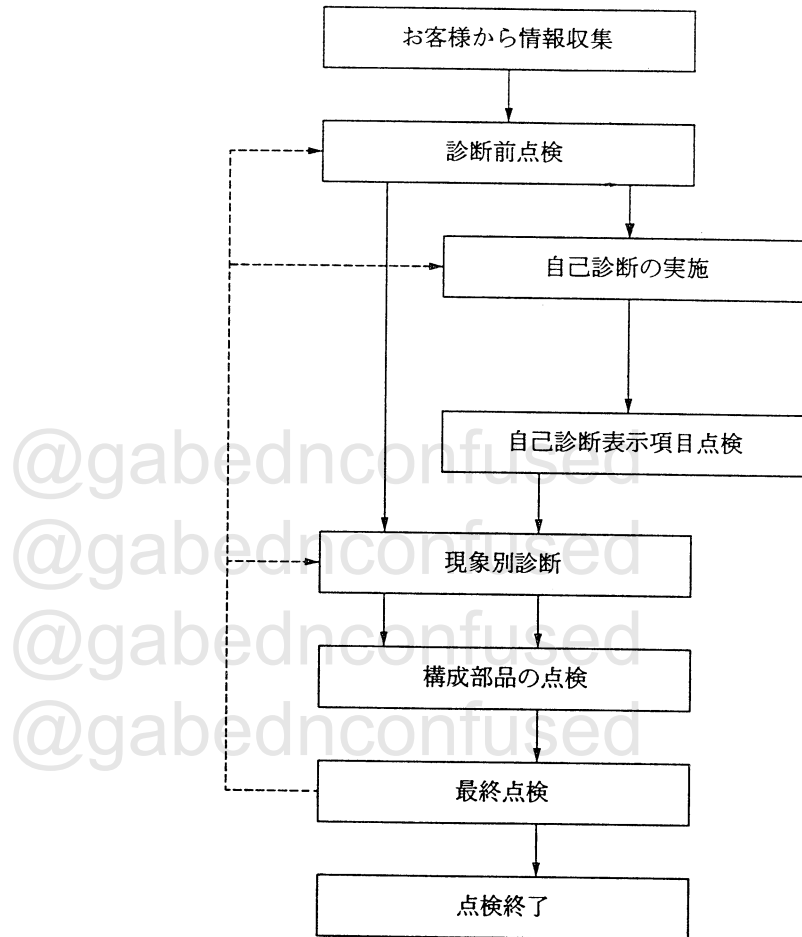 お客様から情報収集
診断前点検
自己診断の実施
自己診断表示項目点検
@gabednconfused
現象別診断
@gabednconfused
構成部品の点検
@gabednconfused
最終点検
@gabednconfused
点検終了